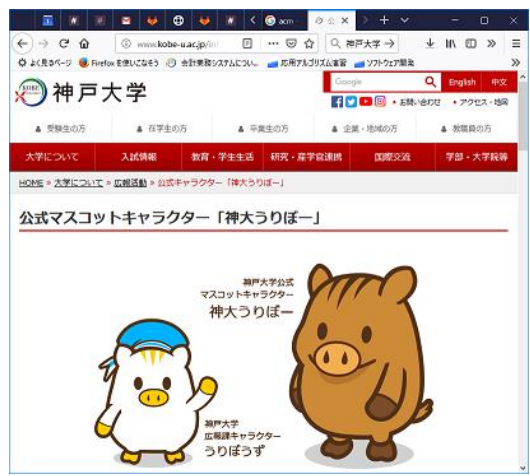 acm
www.kobe-u.ac.jp/in
神戸大学 →
よく見るページ
Firefox を使いこなそう
会計業務システムについ...
応用アルゴリズム演習
ソフトウェア開発
KOBE
神戸大学
Google
English
中文
お問い合わせ
アクセス・地図
受験生の方
在学生の方
卒業生の方
企業・地域の方
教職員の方
大学について
入試情報
教育・学生生活
研究・産学官連携
国際交流
学部・大学院等
HOME » 大学について » 広報活動 » 公式キャラクター「神大うりぼー」
公式マスコットキャラクター「神大うりぼー」
神戸大学公式
マスコットキャラクター
神大うりぼー
神戸大学
広報課キャラクター
うりぼうず